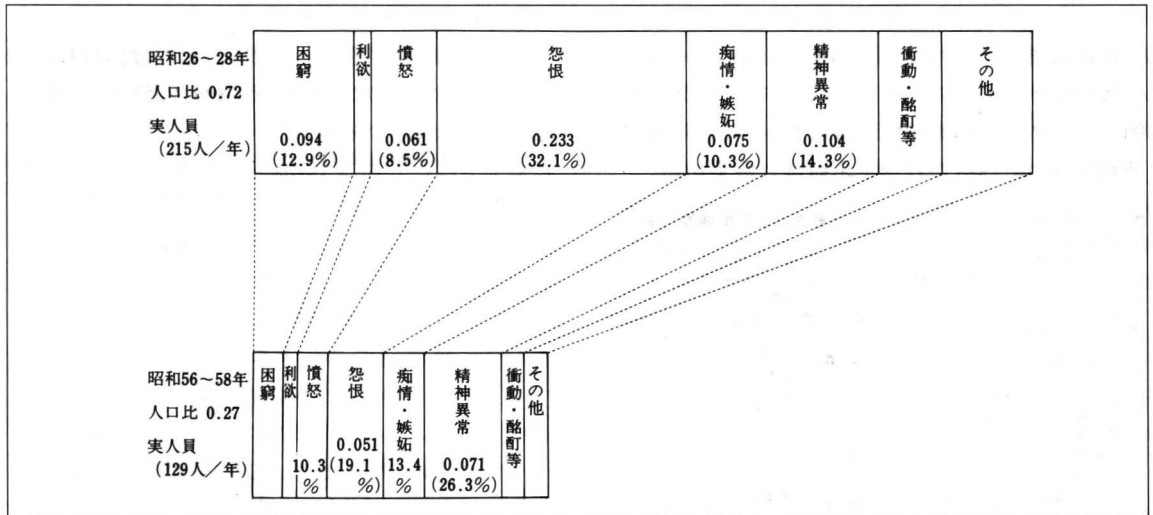 昭和26~28年
人口比 0.72
実人員
(215人/年)
困窮
0.094
(12.9%)
利欲
憤怒
0.061
(8.5%)
怨恨
0.233
(32.1%)
痴情・嫉妬
0.075
(10.3%)
精神異常
0.104
(14.3%)
衝動・酩酊等
その他
昭和56~58年
人口比 0.27
実人員
(129人/年)
困窮
利欲
憤怒
10.3
%
怨恨
0.051
(19.1
%)
痴情・嫉妬
13.4
%
精神異常
0.071
(26.3%)
衝動・酩酊等
その他